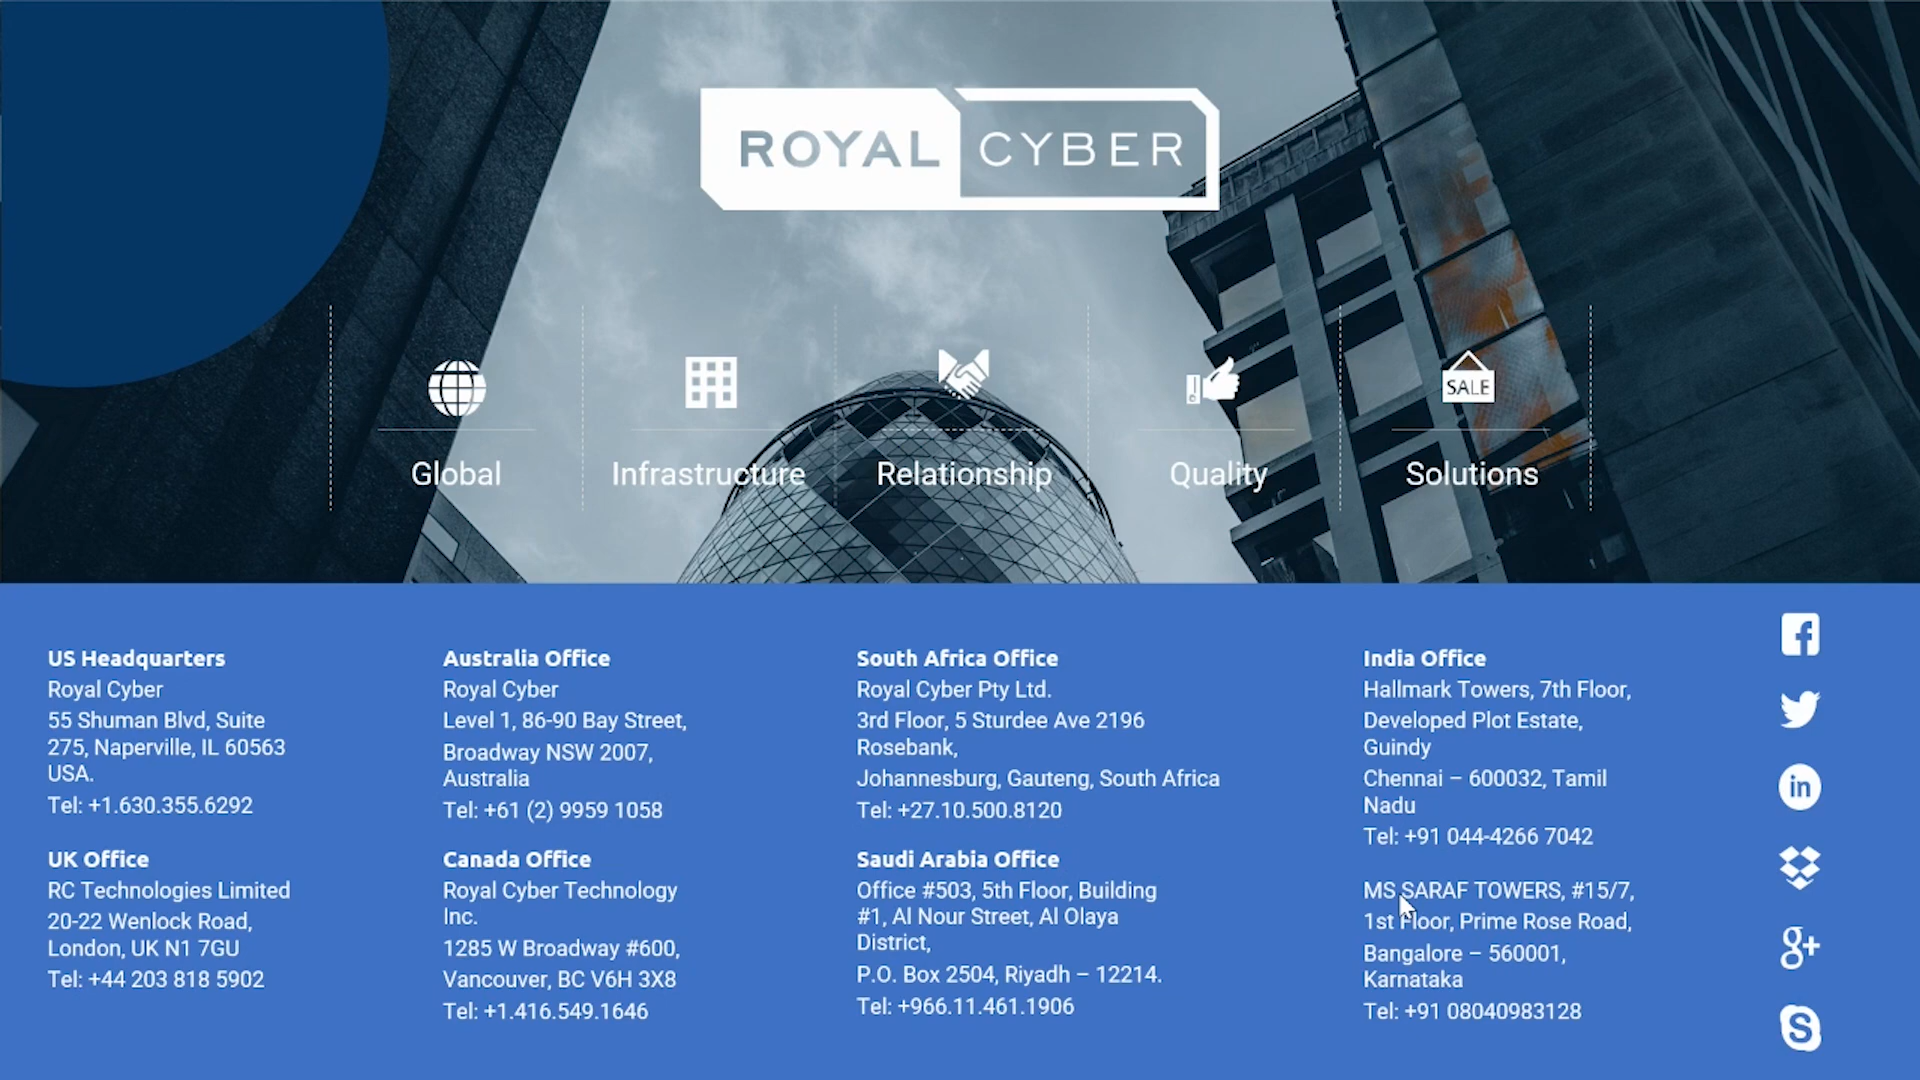 ROYAL CYBER
SALE
Global
Infrastructure
Relationship
Quality
Solutions
US Headquarters
Royal Cyber
55 Shuman Blvd, Suite
275, Naperville, IL 60563
USA.
Tel: +1.630.355.6292
UK Office
RC Technologies Limited
20-22 Wenlock Road,
London, UK N1 7GU
Tel: +44 203 818 5902
Australia Office
Royal Cyber
Level 1, 86-90 Bay Street,
Broadway NSW 2007,
Australia
Tel: +61 (2) 9959 1058
Canada Office
Royal Cyber Technology
Inc.
1285 W Broadway #600,
Vancouver, BC V6H 3X8
Tel: +1.416.549.1646
South Africa Office
Royal Cyber Pty Ltd.
3rd Floor, 5 Sturdee Ave 2196
Rosebank,
Johannesburg, Gauteng, South Africa
Tel: +27.10.500.8120
Saudi Arabia Office
Office #503, 5th Floor, Building
#1, Al Nour Street, Al Olaya
District,
P.O. Box 2504, Riyadh – 12214.
Tel: +966.11.461.1906
India Office
Hallmark Towers, 7th Floor,
Developed Plot Estate,
Guindy
Chennai – 600032, Tamil
Nadu
Tel: +91 044-4266 7042
MS SARAF TOWERS, #15/7,
1st Floor, Prime Rose Road,
Bangalore – 560001,
Karnataka
Tel: +91 08040983128